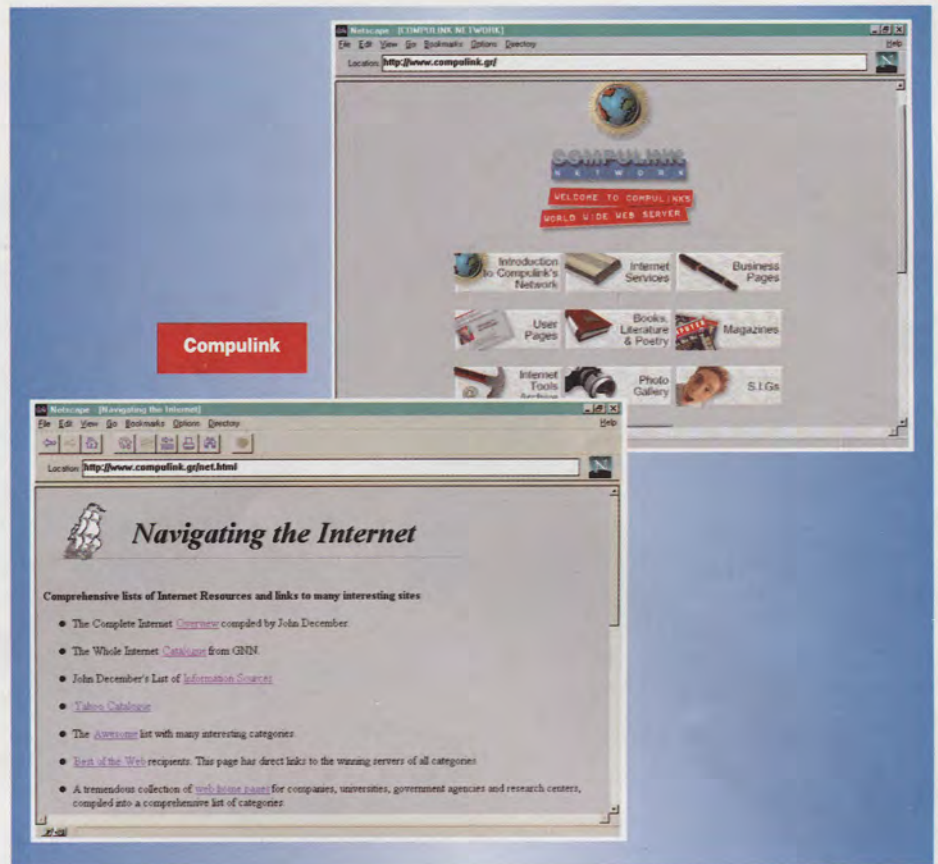 Netscape - [COMPULINK NETWORK]
File Edit View Go Bookmarks Options Directory Help
Location: http://www.compulink.gr/
COMPULINK
NETWORK
WELCOME TO COMPULINK'S
WORLD WIDE WEB SERVER
Introduction
to Compulink's
Network
Internet
Services
Business
Pages
User
Pages
Books,
Literature
& Poetry
Magazines
Internet
Tools
Archive
Photo
Gallery
S.I.Gs
Compulink
Netscape - [Navigating the Internet]
File Edit View Go Bookmarks Options Directory Help
Location: http://www.compulink.gr/net.html
Navigating the Internet
Comprehensive lists of Internet Resources and links to many interesting sites
The Complete Internet Overview compiled by John December.
The Whole Internet Catalogue from GNN.
John December's List of Information Sources
Yahoo Catalogue
The Awesome list with many interesting categories.
Best of the Web recipients. This page has direct links to the winning servers of all categories
A tremendous collection of web home pages for companies, universities, government agencies and research centers,
compiled into a comprehensive list of categories